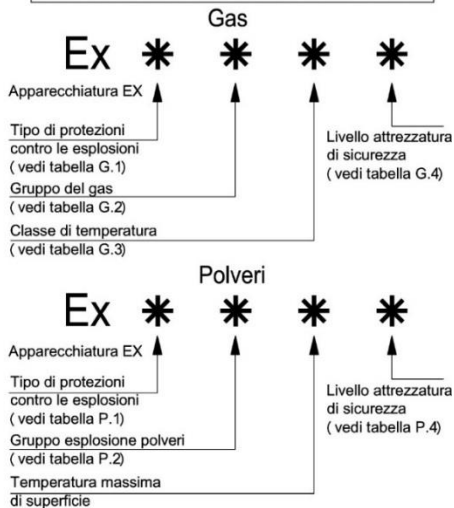 Gas
Ex * * * *
Apparecchiatura EX
Tipo di protezioni
contro le esplosioni
( vedi tabella G.1)
Gruppo del gas
( vedi tabella G.2)
Classe di temperatura
( vedi tabella G.3)
Livello attrezzatura
di sicurezza
( vedi tabella G.4)
Polveri
Ex * * * *
Apparecchiatura EX
Tipo di protezioni
contro le esplosioni
( vedi tabella P.1)
Gruppo esplosione polveri
( vedi tabella P.2)
Temperatura massima
di superficie
Livello attrezzatura
di sicurezza
( vedi tabella P.4)